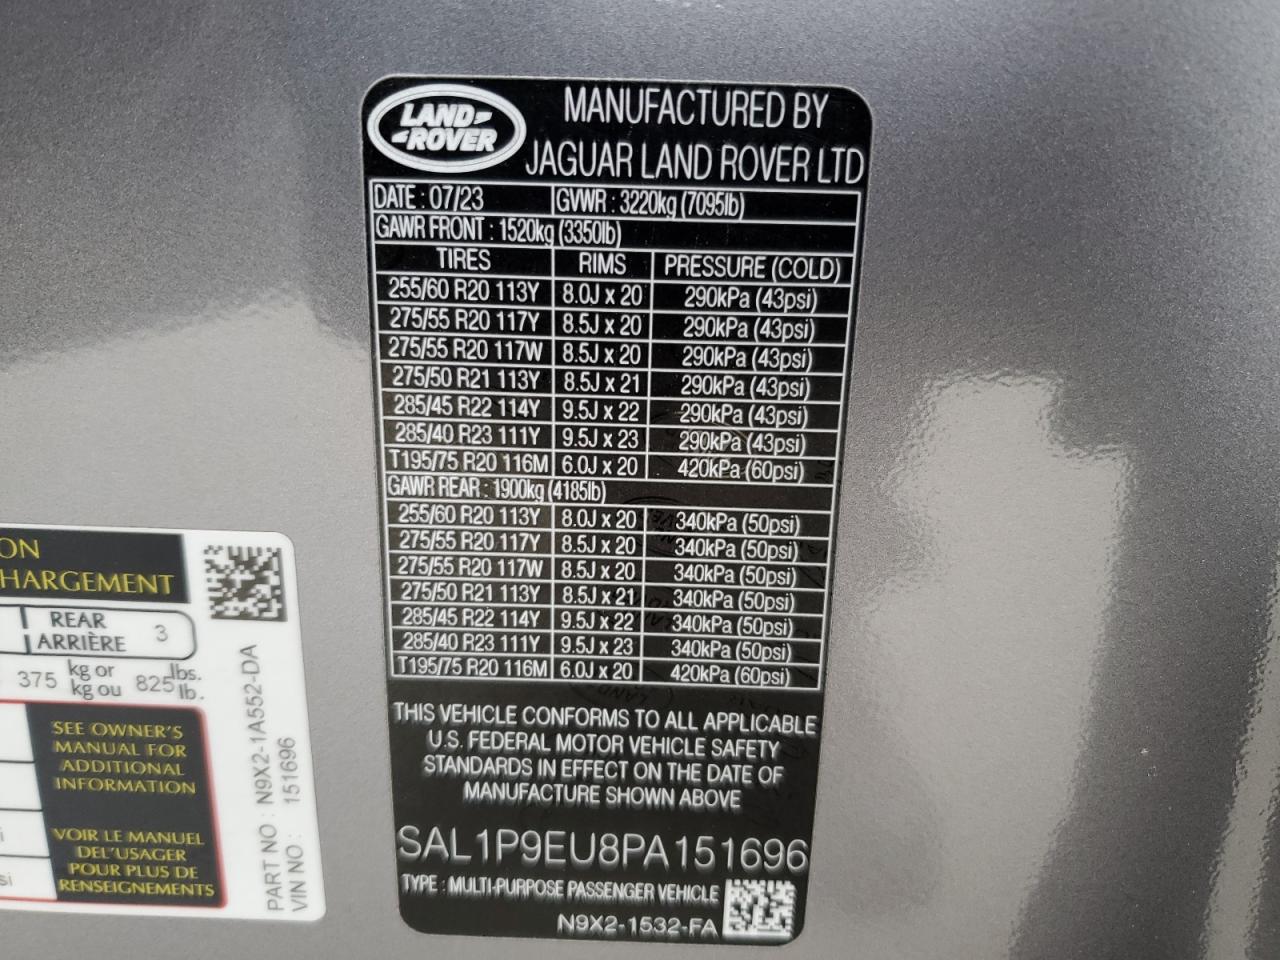 LAND
ROVER
MANUFACTURED BY
JAGUAR LAND ROVER LTD
DATE : 07/23 GVWR : 3220kg (7095lb)
GAWR FRONT : 1520kg (3350lb)
TIRES RIMS PRESSURE (COLD)
255/60 R20 113Y 8.0J x 20 290kPa (43psi)
275/55 R20 117Y 8.5J x 20 290kPa (43psi)
275/55 R20 117W 8.5J x 20 290kPa (43psi)
275/50 R21 113Y 8.5J x 21 290kPa (43psi)
285/45 R22 114Y 9.5J x 22 290kPa (43psi)
285/40 R23 111Y 9.5J x 23 290kPa (43psi)
T195/75 R20 116M 6.0J x 20 420kPa (60psi)
GAWR REAR : 1900kg (4185lb)
255/60 R20 113Y 8.0J x 20 340kPa (50psi)
275/55 R20 117Y 8.5J x 20 340kPa (50psi)
275/55 R20 117W 8.5J x 20 340kPa (50psi)
275/50 R21 113Y 8.5J x 21 340kPa (50psi)
285/45 R22 114Y 9.5J x 22 340kPa (50psi)
285/40 R23 111Y 9.5J x 23 340kPa (50psi)
T195/75 R20 116M 6.0J x 20 420kPa (60psi)
THIS VEHICLE CONFORMS TO ALL APPLICABLE
U.S. FEDERAL MOTOR VEHICLE SAFETY
STANDARDS IN EFFECT ON THE DATE OF
MANUFACTURE SHOWN ABOVE
SAL1P9EU8PA151696
TYPE : MULTI-PURPOSE PASSENGER VEHICLE
N9X2-1532-FA
ON
HARGEMENT
REAR
ARRIÈRE 3
375 kg or
kg ou 825 lbs.
lb.
SEE OWNER'S
MANUAL FOR
ADDITIONAL
INFORMATION
VOIR LE MANUEL
DEL'USAGER
POUR PLUS DE
RENSEIGNEMENTS
PART NO : N9X2-1A552-DA
VIN NO : 151696